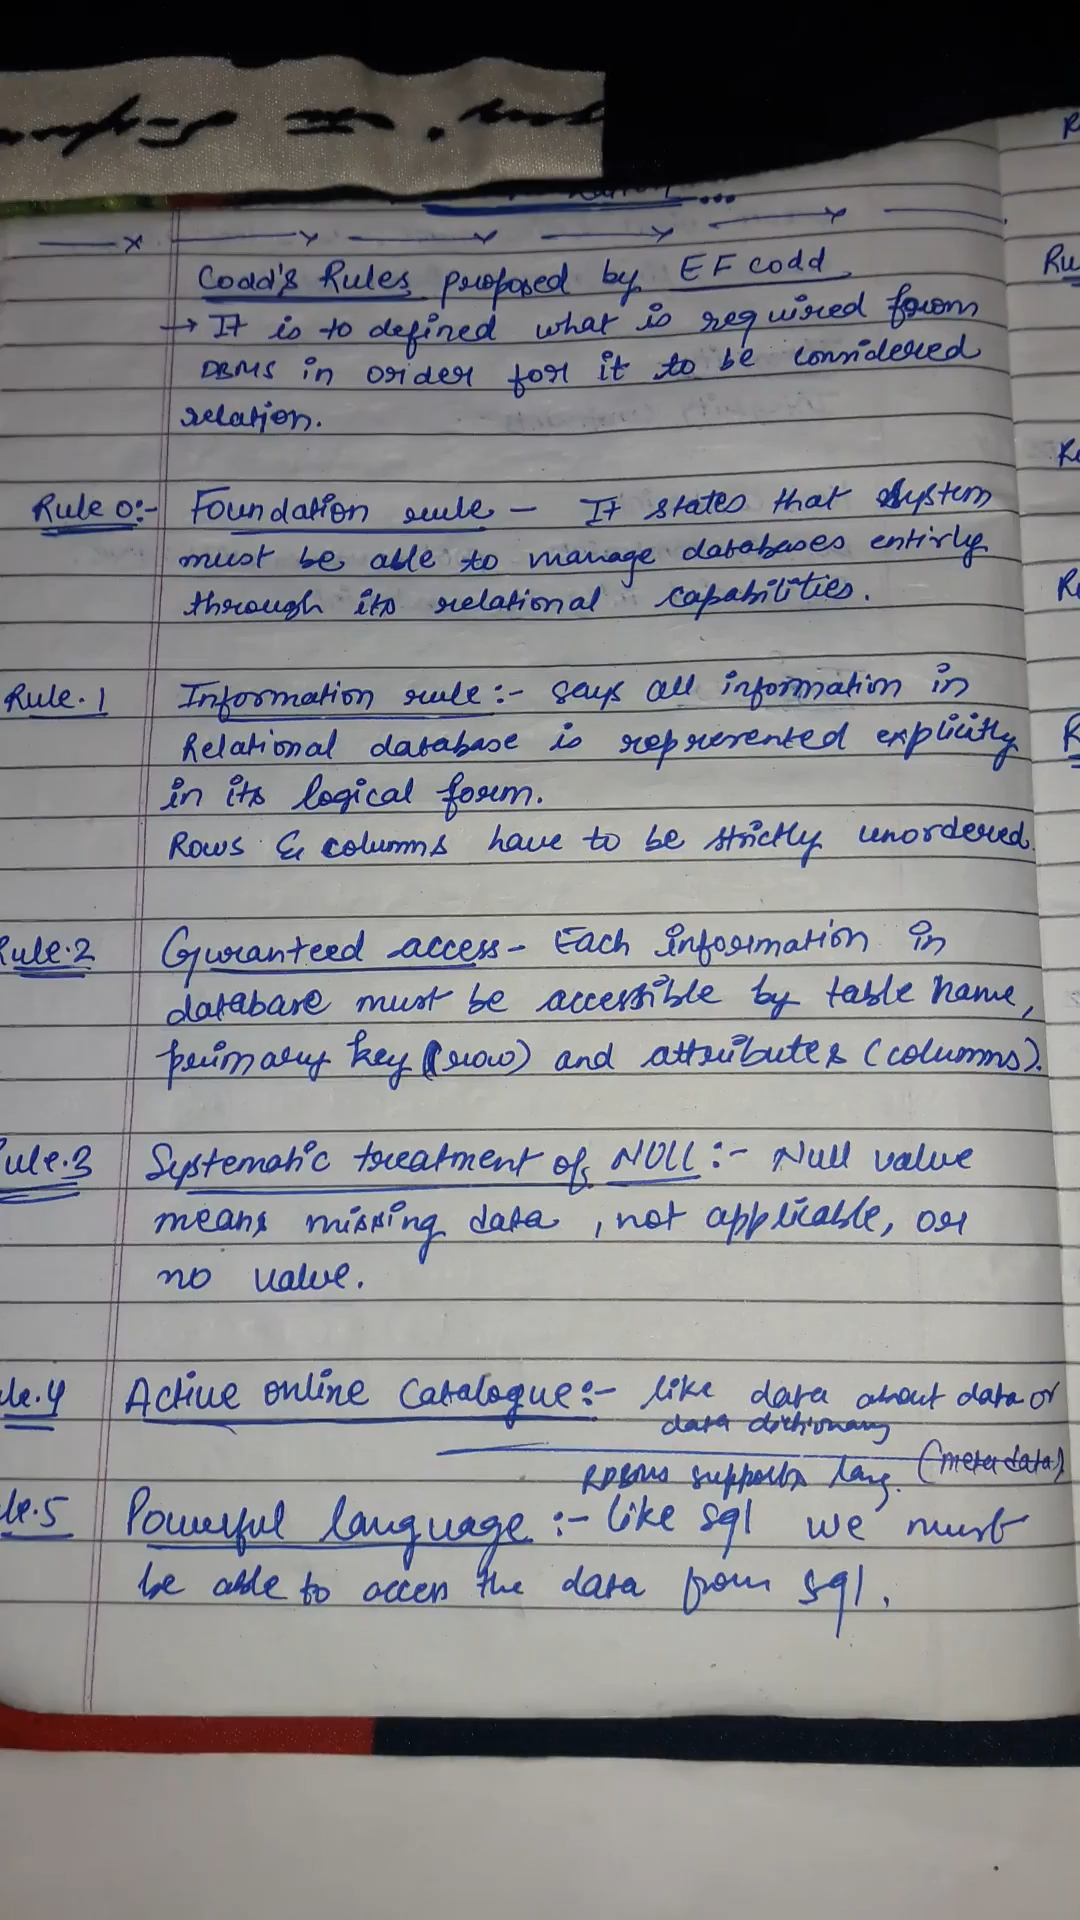 Codd's Rules proposed by EF codd
→ It is to defined what is required from
DBMS in order for it to be considered
relation.
Rule 0:- Foundation rule - It states that system
must be able to manage databases entirly
through its relational capabilities.
Rule.1 Information rule:- says all information in
Relational database is represented explicitly
in its logical form.
Rows & columns have to be strictly unordered.
Rule.2 Guranteed access- Each information in
database must be accessible by table name,
primary key (row) and attributes (columns).
Rule.3 Systematic treatment of NULL:- Null value
means missing data, not applicable, or
no value.
Rule.4 Active online Catalogue:- like data about data or
data dictionary
(meta data)
RDBMS supports lang.
Rule.5 Powerful language:- like sql we must
be able to access the data from sql.